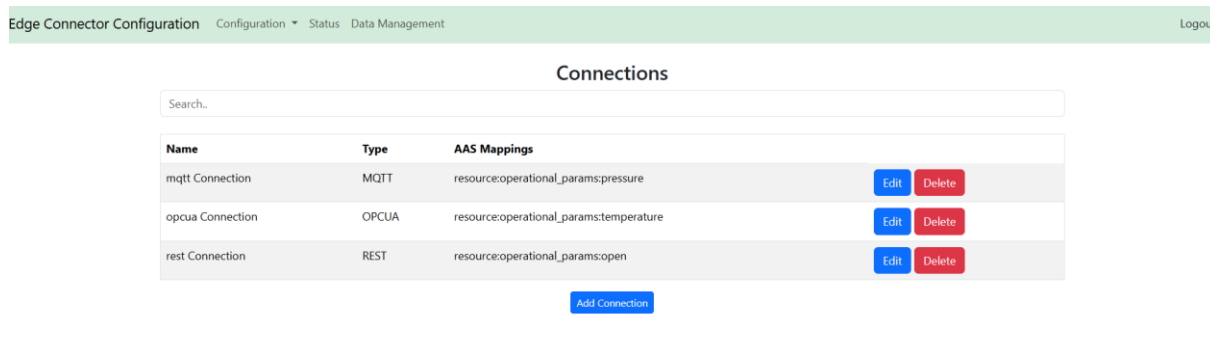 Edge Connector Configuration Configuration Status Data Management Logou
Connections
Search..
Name Type AAS Mappings
mqtt Connection MQTT resource:operational_params:pressure Edit Delete
opcua Connection OPCUA resource:operational_params:temperature Edit Delete
rest Connection REST resource:operational_params:open Edit Delete
Add Connection